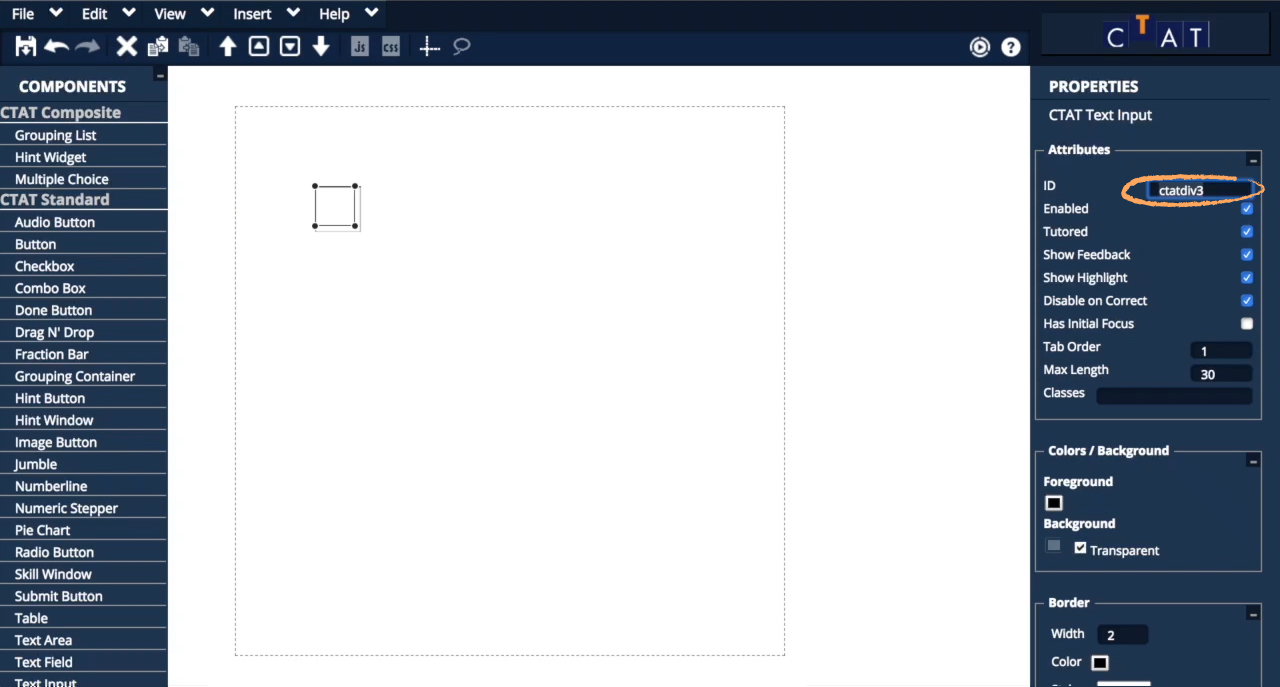 File Edit View Insert Help
Js css ?
CTAT
COMPONENTS
CTAT Composite
Grouping List
Hint Widget
Multiple Choice
CTAT Standard
Audio Button
Button
Checkbox
Combo Box
Done Button
Drag N' Drop
Fraction Bar
Grouping Container
Hint Button
Hint Window
Image Button
Jumble
Numberline
Numeric Stepper
Pie Chart
Radio Button
Skill Window
Submit Button
Table
Text Area
Text Field
Text Input
PROPERTIES
CTAT Text Input
Attributes
ID ctatdiv3
Enabled
Tutored
Show Feedback
Show Highlight
Disable on Correct
Has Initial Focus
Tab Order 1
Max Length 30
Classes
Colors / Background
Foreground
Background
Transparent
Border
Width 2
Color